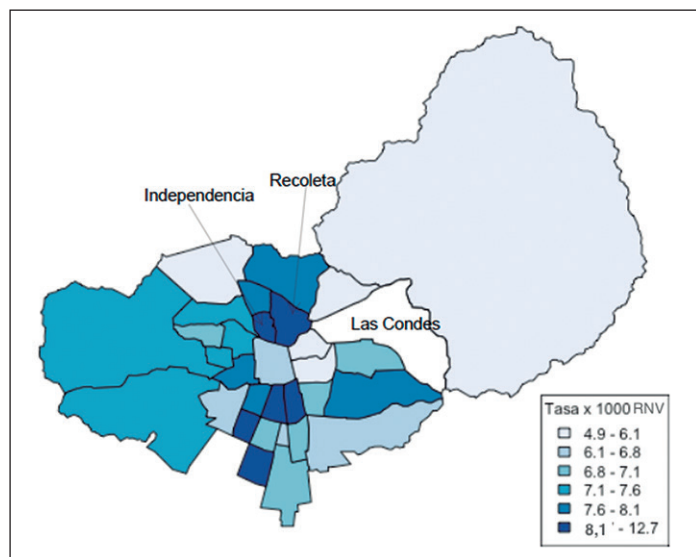 Recoleta
Independencia
Las Condes
Tasa x 1000 RNV
4.9 - 6.1
6.1 - 6.8
6.8 - 7.1
7.1 - 7.6
7.6 - 8.1
8,1 ' - 12.7